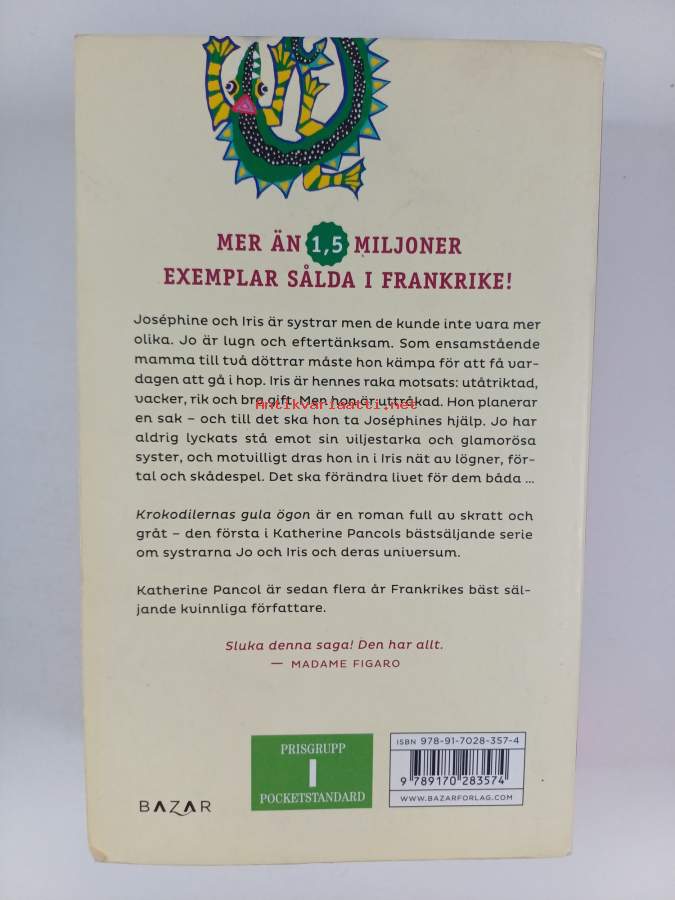 MER ÄN 1,5 MILJONER
EXEMPLAR SÅLDA I FRANKRIKE!
Joséphine och Iris är systrar men de kunde inte vara mer
olika. Jo är lugn och eftertänksam. Som ensamstående
mamma till två döttrar måste hon kämpa för att få var-
dagen att gå i hop. Iris är hennes raka motsats: utåtriktad,
vacker, rik och bra gift. Men hon är uttråkad. Hon planerar
Antikvariaatti.net
en sak – och till det ska hon ta Joséphines hjälp. Jo har
aldrig lyckats stå emot sin viljestarka och glamorösa
syster, och motvilligt dras hon in i Iris nät av lögner, för-
tal och skådespel. Det ska förändra livet för dem båda ...
Krokodilernas gula ögon är en roman full av skratt och
gråt – den första i Katherine Pancols bästsäljande serie
om systrarna Jo och Iris och deras universum.
Katherine Pancol är sedan flera år Frankrikes bäst säl-
jande kvinnliga författare.
Sluka denna saga! Den har allt.
— MADAME FIGARO
PRISGRUPP
I
POCKETSTANDARD
ISBN 978-91-7028-357-4
9 789170 283574
WWW.BAZARFORLAG.COM
BAZAR